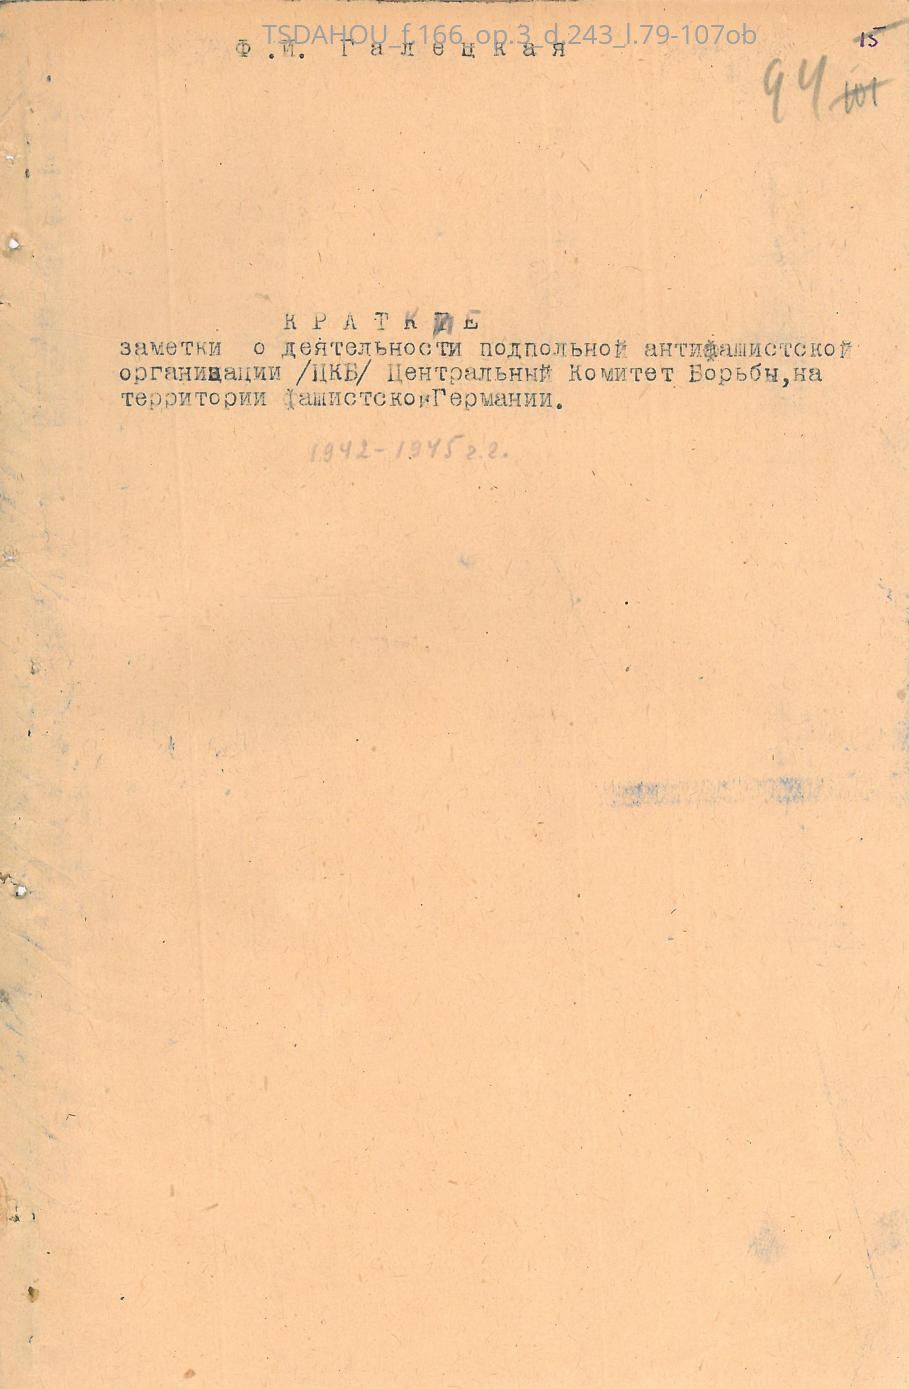 TSDAHOU_f.166_op.3_d.243_l.79-107ob
15
Ф.И. Галецкая
94 101
КРАТКИЕ
заметки о деятельности подпольной антифашистской
организации /ЦКБ/ Центральный Комитет Борьбы,на
территории фашистской Германии.
1942-1945 г.г.